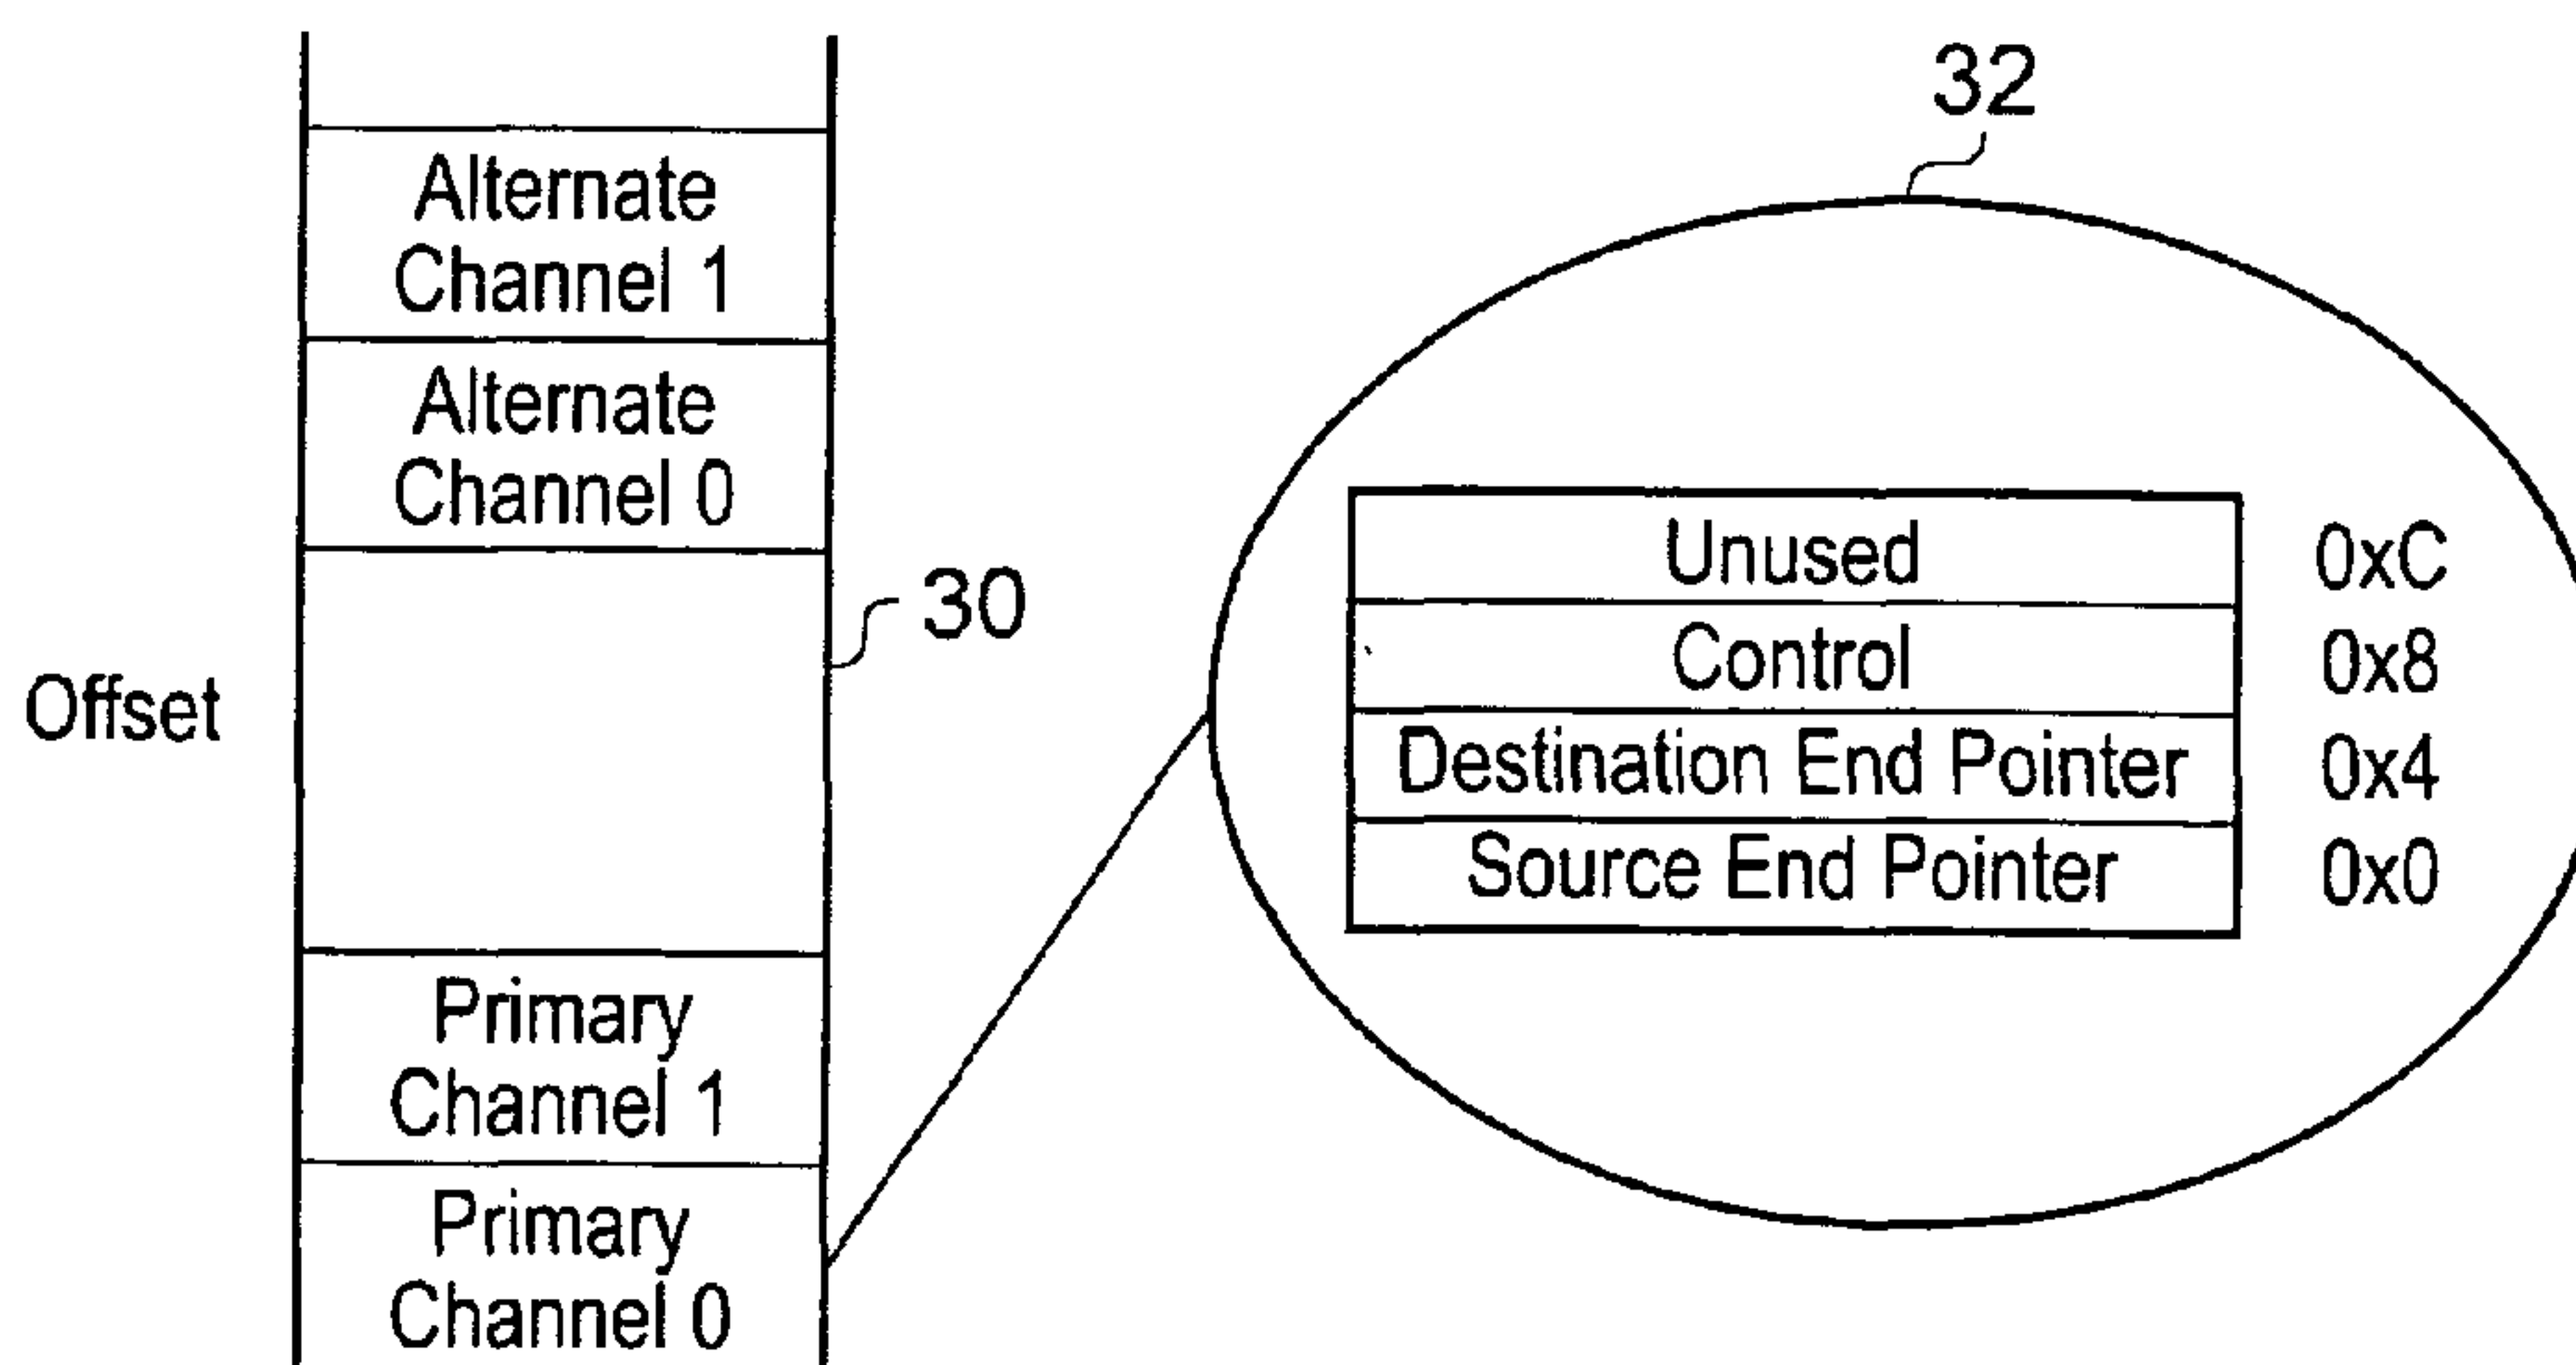 32
Alternate
Channel 1
Alternate
Channel 0
Offset
30
Primary
Channel 1
Primary
Channel 0
Unused 0xC
Control 0x8
Destination End Pointer 0x4
Source End Pointer 0x0